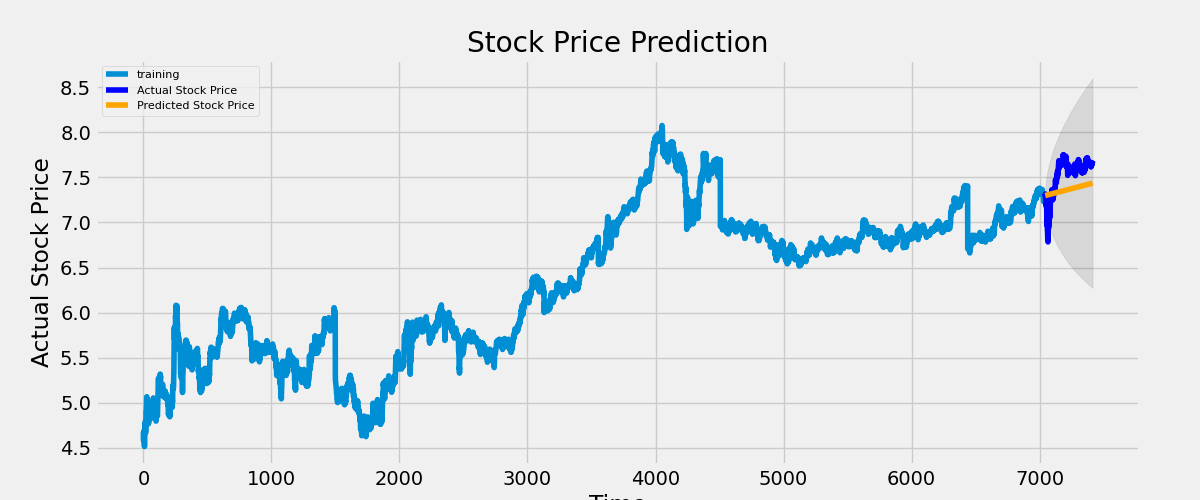 Stock Price Prediction
training
Actual Stock Price
Predicted Stock Price
Actual Stock Price
8.5
8.0
7.5
7.0
6.5
6.0
5.5
5.0
4.5
0 1000 2000 3000 4000 5000 6000 7000
Time